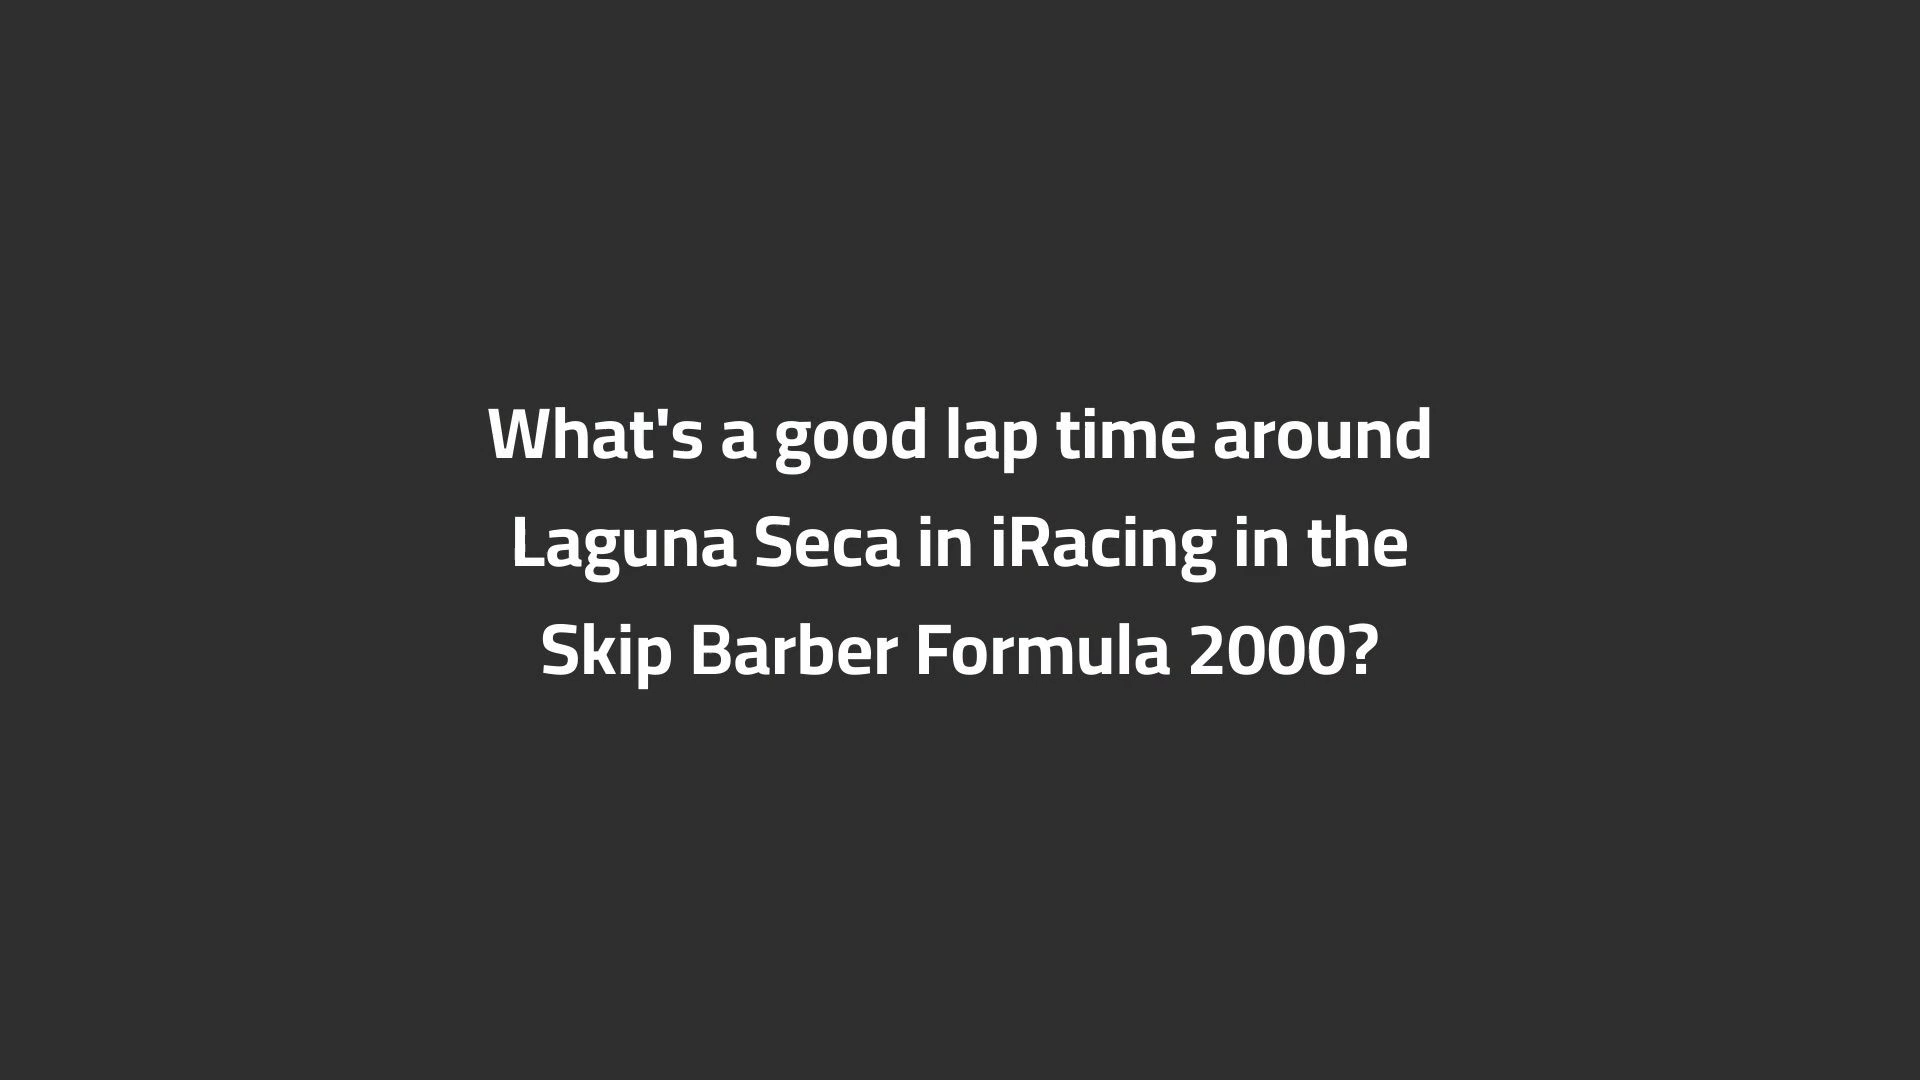 What's a good lap time around
Laguna Seca in iRacing in the
Skip Barber Formula 2000?